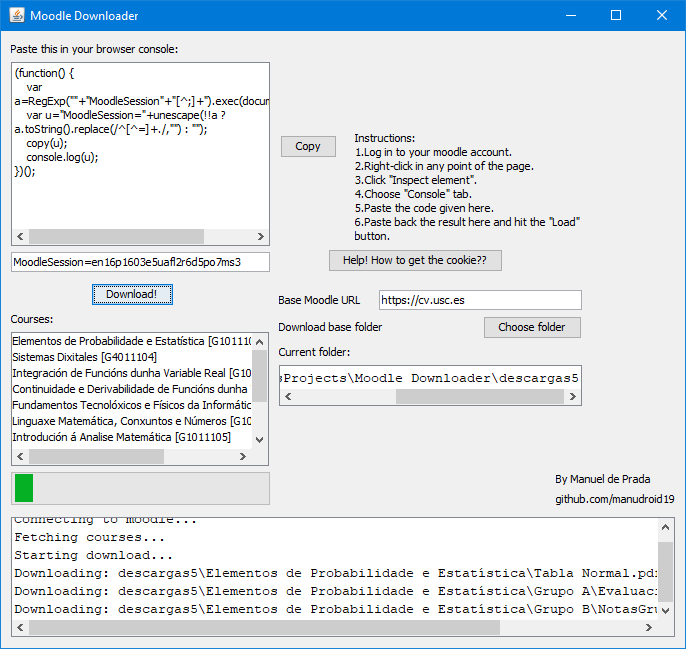 Moodle Downloader
Paste this in your browser console:
(function() {
var
a=RegExp(""+"MoodleSession"+"[^;]+").exec(docum
var u="MoodleSession="+unescape(!!a ?
a.toString().replace(/^[^=]+./,"") : "");
copy(u);
console.log(u);
})();
Copy
Instructions:
1.Log in to your moodle account.
2.Right-click in any point of the page.
3.Click "Inspect element".
4.Choose "Console" tab.
5.Paste the code given here.
6.Paste back the result here and hit the "Load"
button.
MoodleSession=en16p1603e5uafl2r6d5po7ms3
Help! How to get the cookie??
Download!
Base Moodle URL
https://cv.usc.es
Courses:
Download base folder
Choose folder
Elementos de Probabilidade e Estatística [G10111
Sistemas Dixitales [G4011104]
Integración de Funcións dunha Variable Real [G10
Continuidade e Derivabilidade de Funcións dunha
Fundamentos Tecnolóxicos e Físicos da Informátic
Linguaxe Matemática, Conxuntos e Números [G10
Introdución á Analise Matemática [G1011105]
Current folder:
sProjects\Moodle Downloader\descargas5
By Manuel de Prada
github.com/manudroid19
Connecting to moodle...
Fetching courses...
Starting download...
Downloading: descargas5\Elementos de Probabilidade e Estatística\Tabla Normal.pdf
Downloading: descargas5\Elementos de Probabilidade e Estatística\Grupo A\Evaluaci
Downloading: descargas5\Elementos de Probabilidade e Estatística\Grupo B\NotasGru